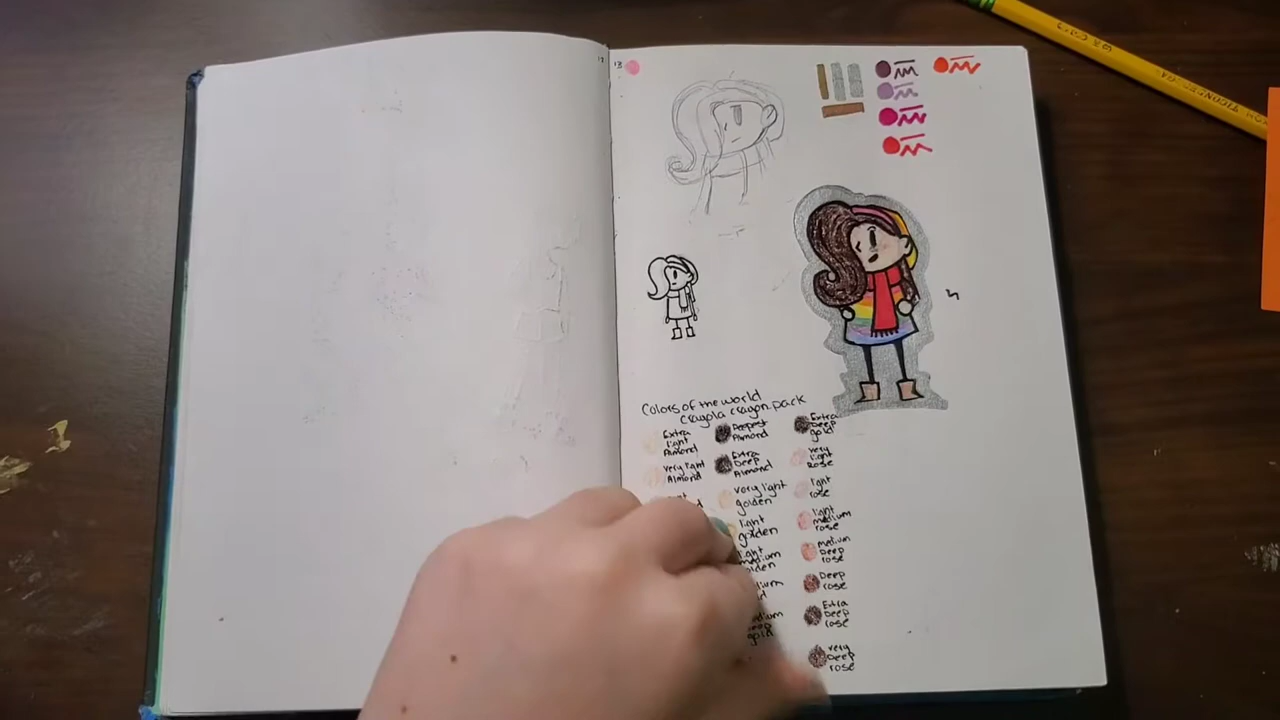 13
Colors of the world
crayola crayon pack
Extra
light
Almond
very light
Almond
Deepest
Almond
Extra
Deep
Almond
very light
golden
light
golden
Extra
Deep
gold
very
light
Rose
light
rose
light
medium
rose
medium
Deep
rose
Deep
rose
Extra
Deep
rose
very
Deep
rose